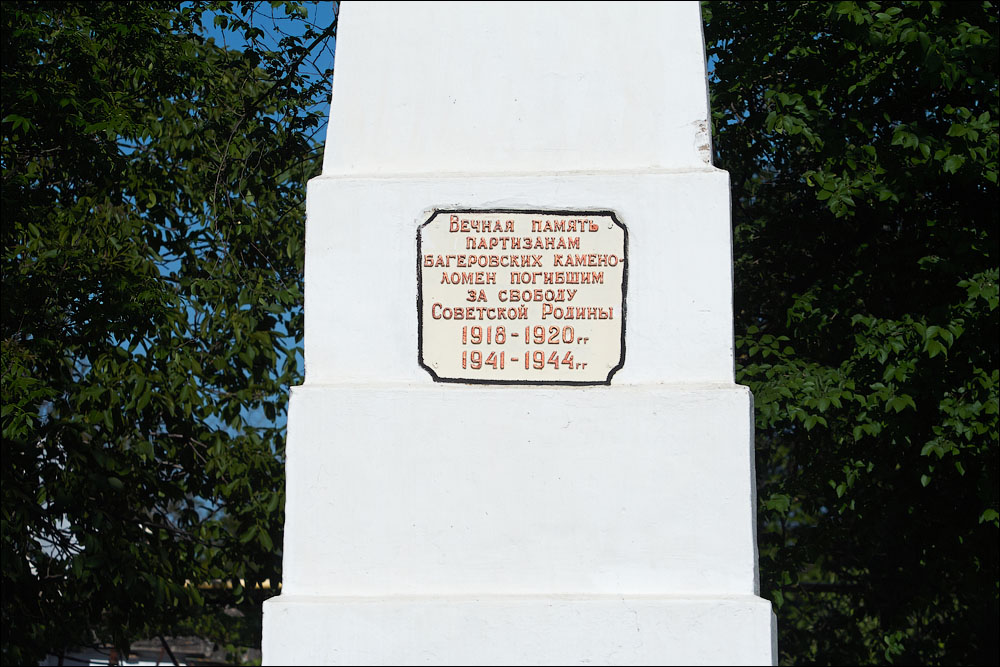 Вечная память
партизанам
Багеровских камено-
ломен погибшим
за свободу
Советской Родины
1918-1920гг
1941-1944гг